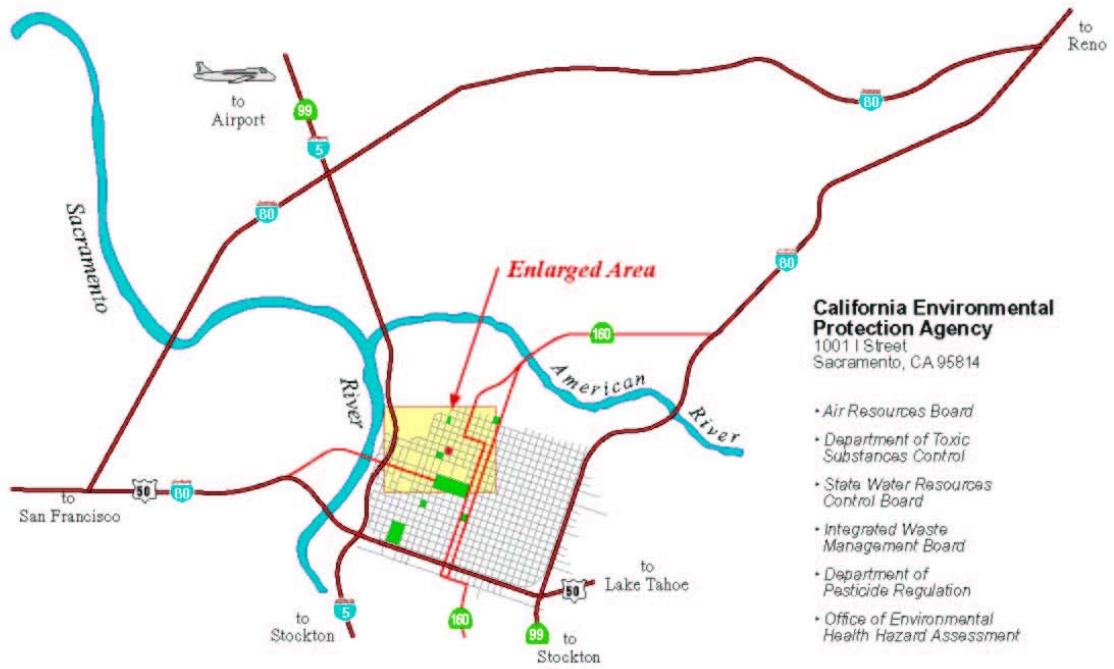 to
Reno
to
Airport
99
5
80
80
80
Sacramento
River
Enlarged Area
160
American
River
California Environmental
Protection Agency
1001 I Street
Sacramento, CA 95814
‣ Air Resources Board
‣ Department of Toxic
Substances Control
‣ State Water Resources
Control Board
‣ Integrated Waste
Management Board
‣ Department of
Pesticide Regulation
‣ Office of Environmental
Health Hazard Assessment
50
80
to
San Francisco
to
Lake Tahoe
50
to
Stockton
5
160
99
to
Stockton